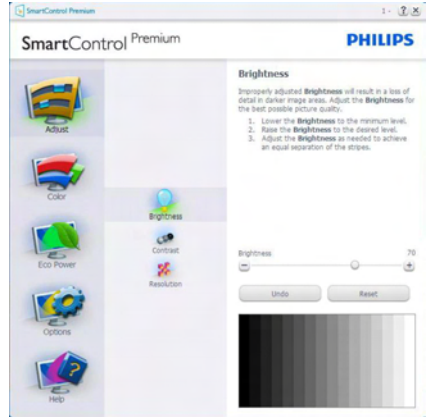 SmartControl Premium
1 - ? ×
SmartControl Premium
PHILIPS
Adjust
Color
Eco Power
Options
Help
Brightness
Contrast
Resolution
Brightness
Improperly adjusted Brightness will result in a loss of
detail in darker image areas. Adjust the Brightness for
the best possible picture quality.
1. Lower the Brightness to the minimum level.
2. Raise the Brightness to the desired level.
3. Adjust the Brightness as needed to achieve
an equal separation of the stripes.
Brightness 70
Undo Reset